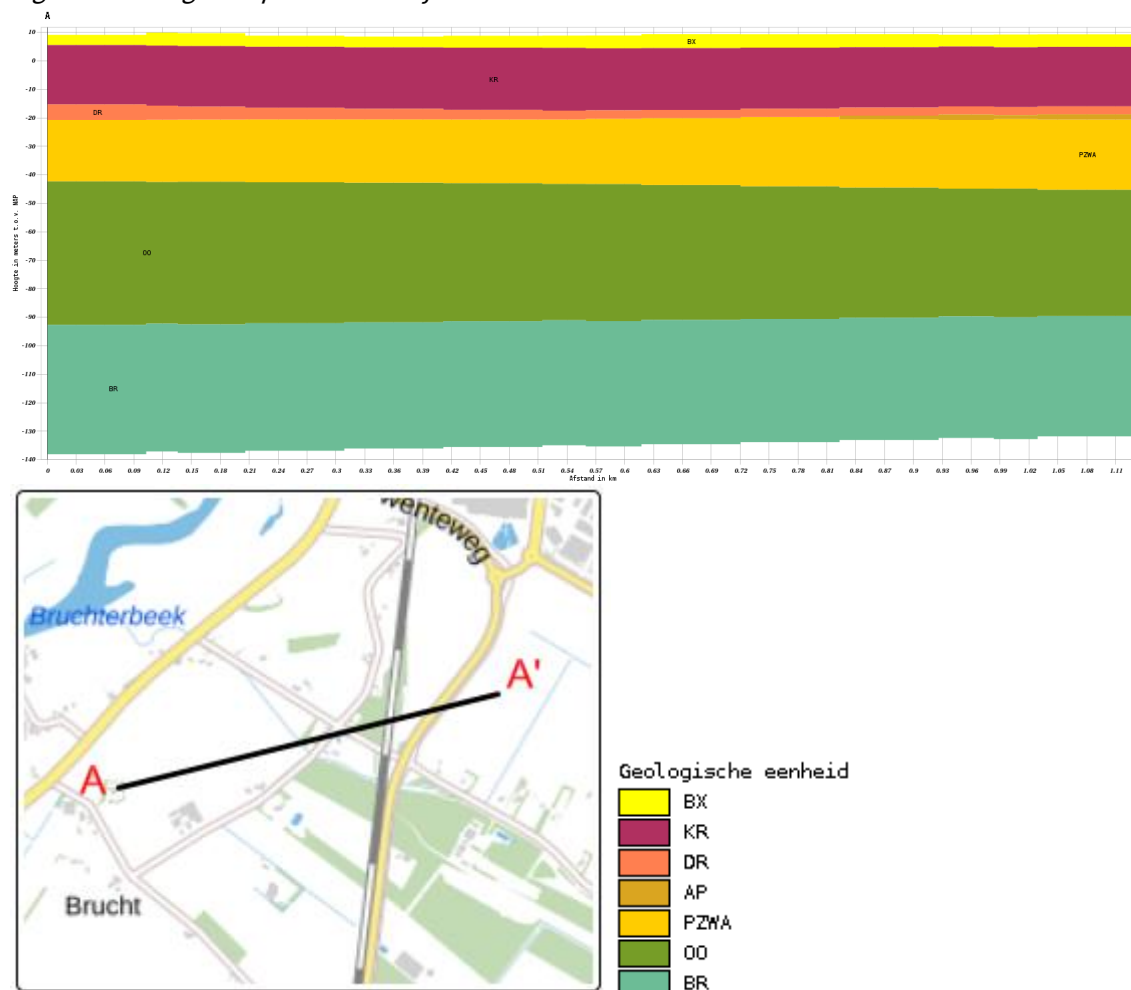 A
10
0
-10
-20
-30
-40
-50
-60
-70
-80
-90
-100
-110
-120
-130
-140
Hoogte in meters t.o.v. NAP
BX
KR
DR
PZWA
OO
BR
0 0.03 0.06 0.09 0.12 0.15 0.18 0.21 0.24 0.27 0.3 0.33 0.36 0.39 0.42 0.45 0.48 0.51 0.54 0.57 0.6 0.63 0.66 0.69 0.72 0.75 0.78 0.81 0.84 0.87 0.9 0.93 0.96 0.99 1.02 1.05 1.08 1.11
Afstand in km
wenteweg
Bruchterbeek
A'
A
Brucht
Geologische eenheid
BX
KR
DR
AP
PZWA
OO
BR